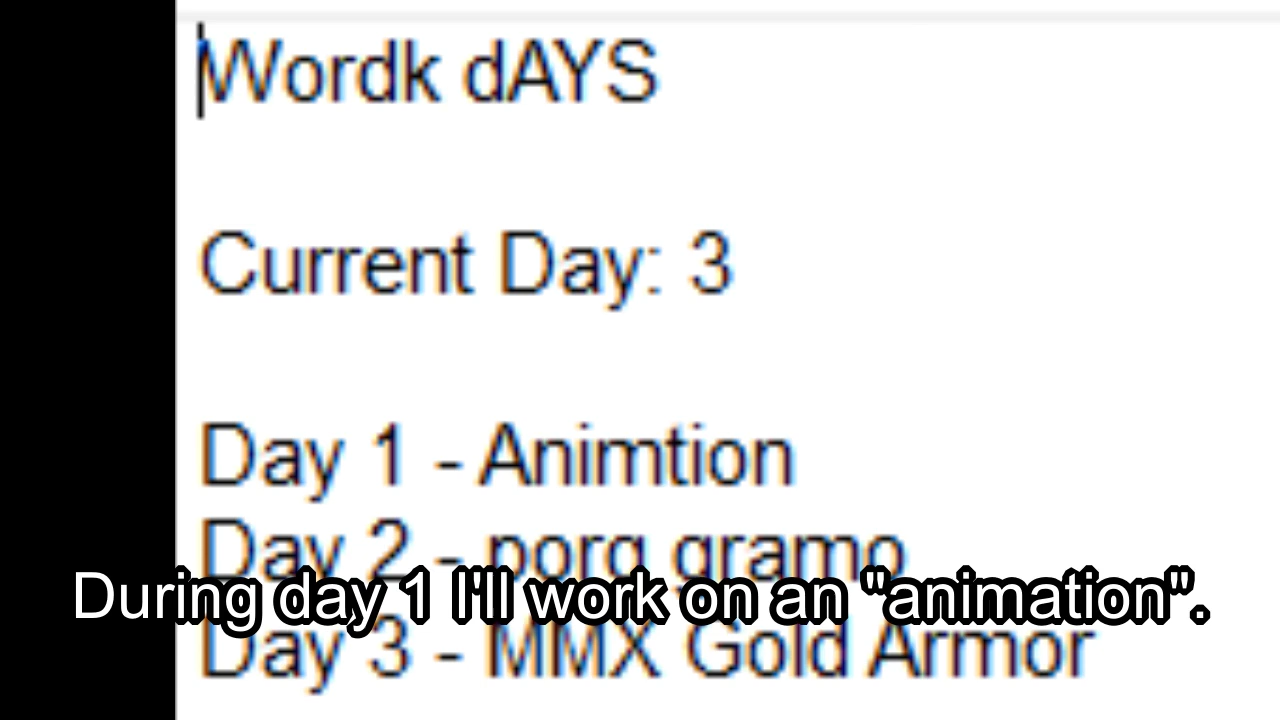 Wordk dAYS
Current Day: 3
Day 1 - Animtion
Day 2 - porg gramo
During day 1 I'll work on an "animation".
Day 3 - MMX Gold Armor